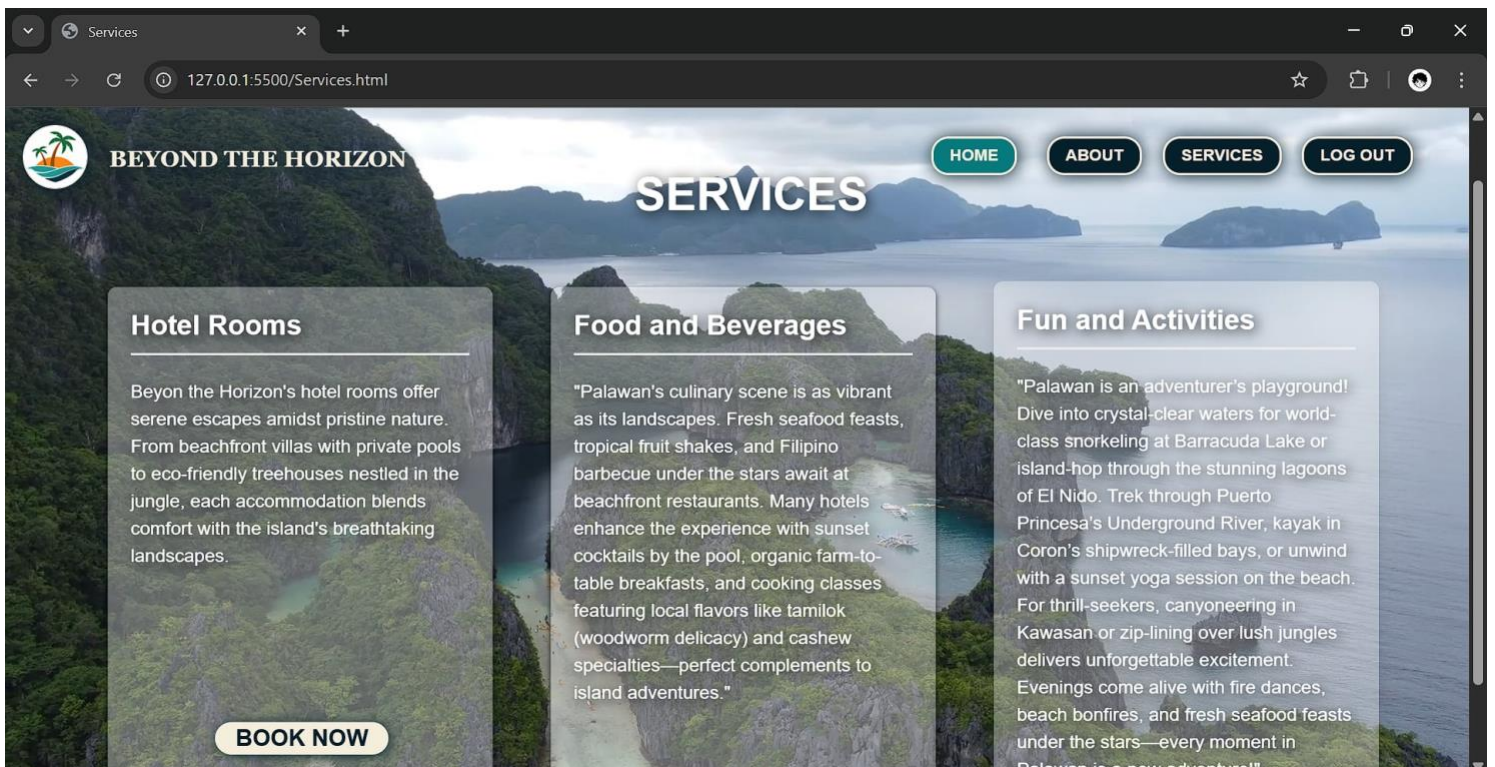 Services
127.0.0.1:5500/Services.html
BEYOND THE HORIZON
HOME
ABOUT
SERVICES
LOG OUT
SERVICES
Hotel Rooms
Beyon the Horizon's hotel rooms offer
serene escapes amidst pristine nature.
From beachfront villas with private pools
to eco-friendly treehouses nestled in the
jungle, each accommodation blends
comfort with the island's breathtaking
landscapes.
BOOK NOW
Food and Beverages
"Palawan's culinary scene is as vibrant
as its landscapes. Fresh seafood feasts,
tropical fruit shakes, and Filipino
barbecue under the stars await at
beachfront restaurants. Many hotels
enhance the experience with sunset
cocktails by the pool, organic farm-to-
table breakfasts, and cooking classes
featuring local flavors like tamilok
(woodworm delicacy) and cashew
specialties—perfect complements to
island adventures."
Fun and Activities
"Palawan is an adventurer’s playground!
Dive into crystal-clear waters for world-
class snorkeling at Barracuda Lake or
island-hop through the stunning lagoons
of El Nido. Trek through Puerto
Princesa’s Underground River, kayak in
Coron’s shipwreck-filled bays, or unwind
with a sunset yoga session on the beach.
For thrill-seekers, canyoneering in
Kawasan or zip-lining over lush jungles
delivers unforgettable excitement.
Evenings come alive with fire dances,
beach bonfires, and fresh seafood feasts
under the stars—every moment in
Palawan is a new adventure!"